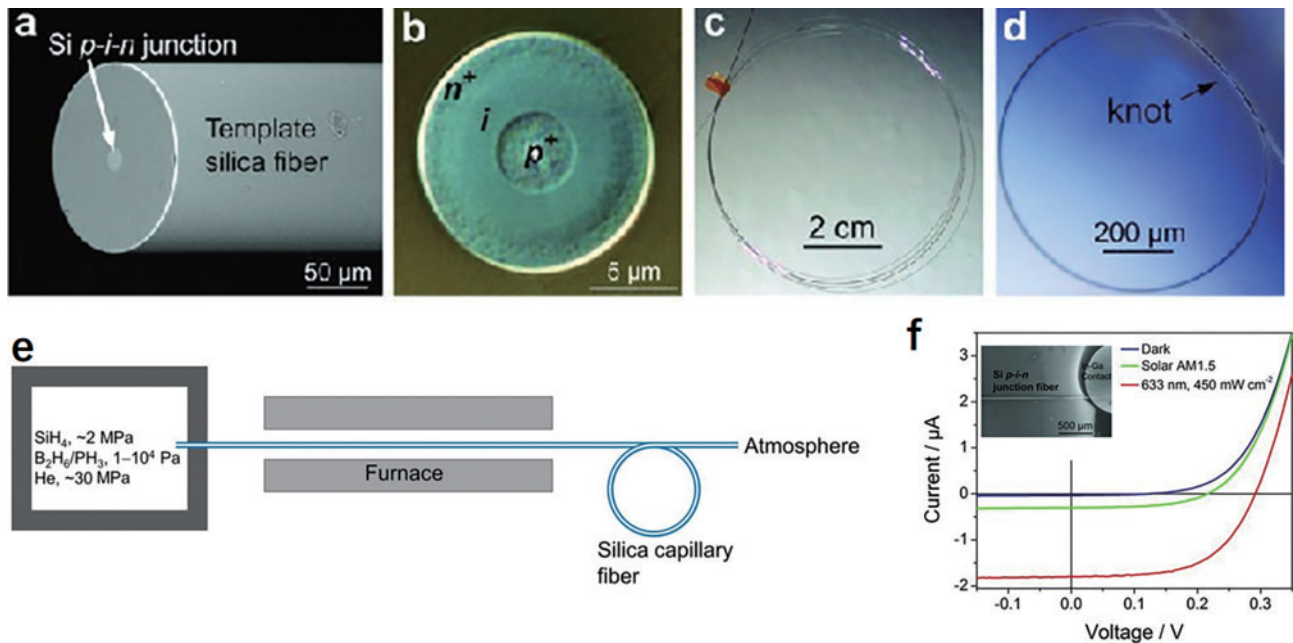 a
Si p-i-n junction
Template
silica fiber
50 µm
b
n+
i
p+
5 µm
c
2 cm
d
knot
200 µm
e
SiH4, ~2 MPa
B2H6/PH3, 1–10^4 Pa
He, ~30 MPa
Furnace
Atmosphere
Silica capillary
fiber
f
Current / µA
3
2
1
0
-1
-2
Si p-i-n
junction fiber
Contact
500 µm
Dark
Solar AM1.5
633 nm, 450 mW cm-2
-0.1
0.0
0.1
0.2
0.3
Voltage / V